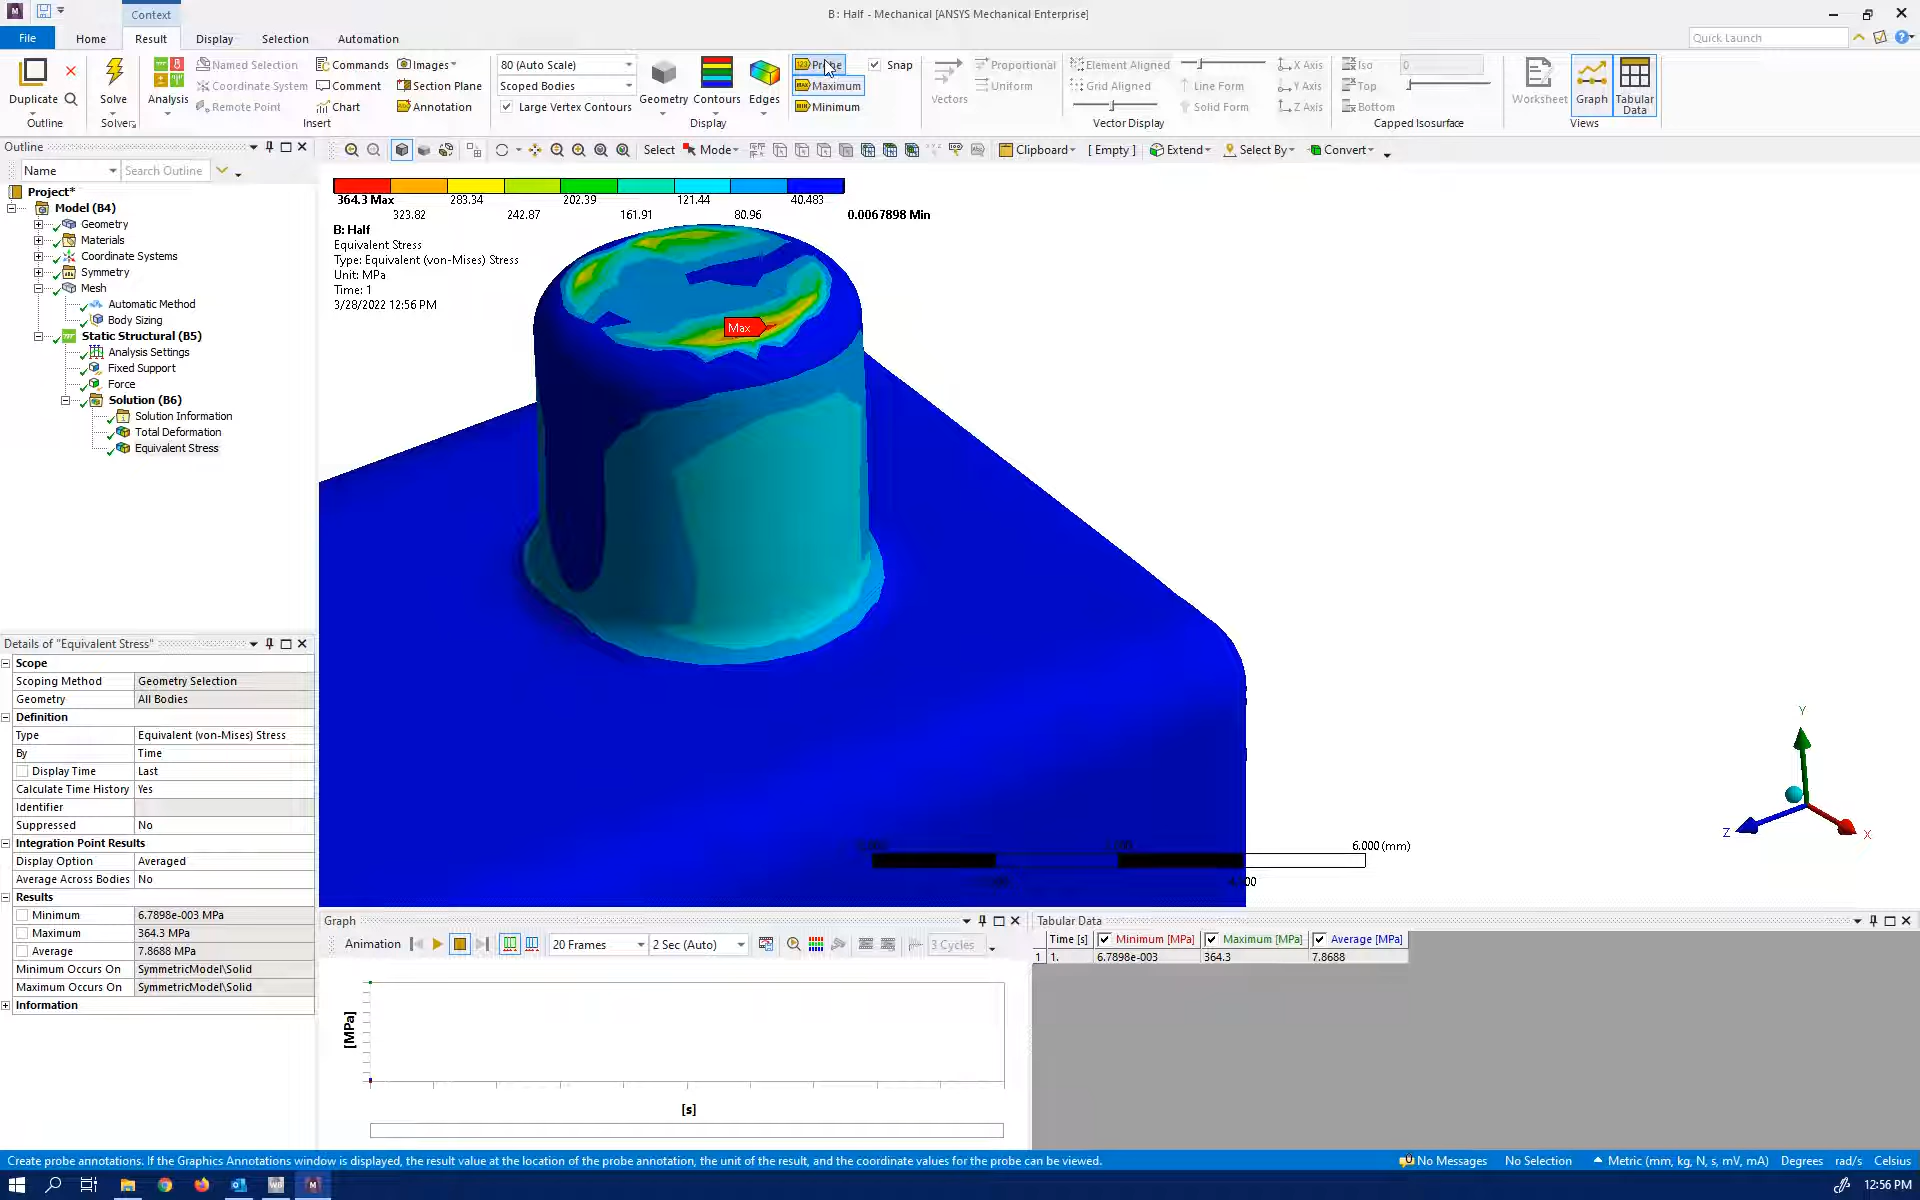 Context
B: Half - Mechanical [ANSYS Mechanical Enterprise]
File Home Result Display Selection Automation
Quick Launch
Duplicate
Outline
Solve
Solver
Analysis
Named Selection
Coordinate System
Remote Point
Commands
Comment
Chart
Images
Section Plane
Annotation
Insert
80 (Auto Scale)
Scoped Bodies
Large Vertex Contours
Geometry
Contours
Edges
Display
Maximum
Minimum
Snap
Vectors
Proportional
Uniform
Element Aligned
Grid Aligned
Line Form
Solid Form
X Axis
Y Axis
Z Axis
Vector Display
Iso
Top
Bottom
0
Capped Isosurface
Worksheet
Graph
Tabular Data
Views
Outline
Name
Search Outline
Select Mode Clipboard [ Empty ] Extend Select By Convert
Project*
Model (B4)
Geometry
Materials
Coordinate Systems
Symmetry
Mesh
Automatic Method
Body Sizing
Static Structural (B5)
Analysis Settings
Fixed Support
Force
Solution (B6)
Solution Information
Total Deformation
Equivalent Stress
364.3 Max 283.34 202.39 121.44 40.483
323.82 242.87 161.91 80.96 0.0067898 Min
B: Half
Equivalent Stress
Type: Equivalent (von-Mises) Stress
Unit: MPa
Time: 1
3/28/2022 12:56 PM
Max
Y
Z
X
6.000 (mm)
Details of "Equivalent Stress"
Scope
Scoping Method Geometry Selection
Geometry All Bodies
Definition
Type Equivalent (von-Mises) Stress
By Time
Display Time Last
Calculate Time History Yes
Identifier
Suppressed No
Integration Point Results
Display Option Averaged
Average Across Bodies No
Results
Minimum 6.7898e-003 MPa
Maximum 364.3 MPa
Average 7.8688 MPa
Minimum Occurs On SymmetricModel\Solid
Maximum Occurs On SymmetricModel\Solid
Information
Graph
Animation 20 Frames 2 Sec (Auto) 3 Cycles
[MPa]
[s]
Tabular Data
Time [s] Minimum [MPa] Maximum [MPa] Average [MPa]
1 1. 6.7898e-003 364.3 7.8688
Create probe annotations. If the Graphics Annotations window is displayed, the result value at the location of the probe annotation, the unit of the result, and the coordinate values for the probe can be viewed.
No Messages No Selection Metric (mm, kg, N, s, mV, mA) Degrees rad/s Celsius
12:56 PM